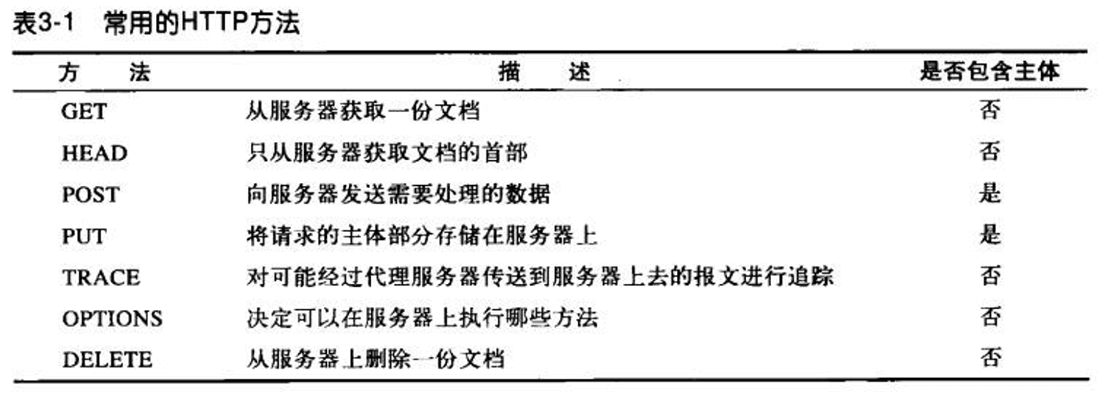 表3-1 常用的HTTP方法
方 法 描 述 是否包含主体
GET 从服务器获取一份文档 否
HEAD 只从服务器获取文档的首部 否
POST 向服务器发送需要处理的数据 是
PUT 将请求的主体部分存储在服务器上 是
TRACE 对可能经过代理服务器传送到服务器上去的报文进行追踪 否
OPTIONS 决定可以在服务器上执行哪些方法 否
DELETE 从服务器上删除一份文档 否